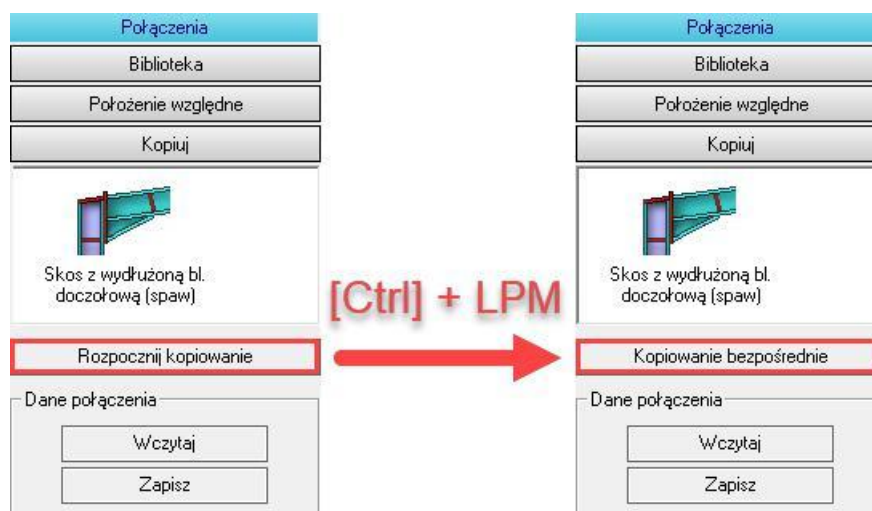 Połączenia
Biblioteka
Położenie względne
Kopiuj
Skos z wydłużoną bl.
doczołową (spaw)
Rozpocznij kopiowanie
Dane połączenia
Wczytaj
Zapisz
[Ctrl] + LPM
Połączenia
Biblioteka
Położenie względne
Kopiuj
Skos z wydłużoną bl.
doczołową (spaw)
Kopiowanie bezpośrednie
Dane połączenia
Wczytaj
Zapisz